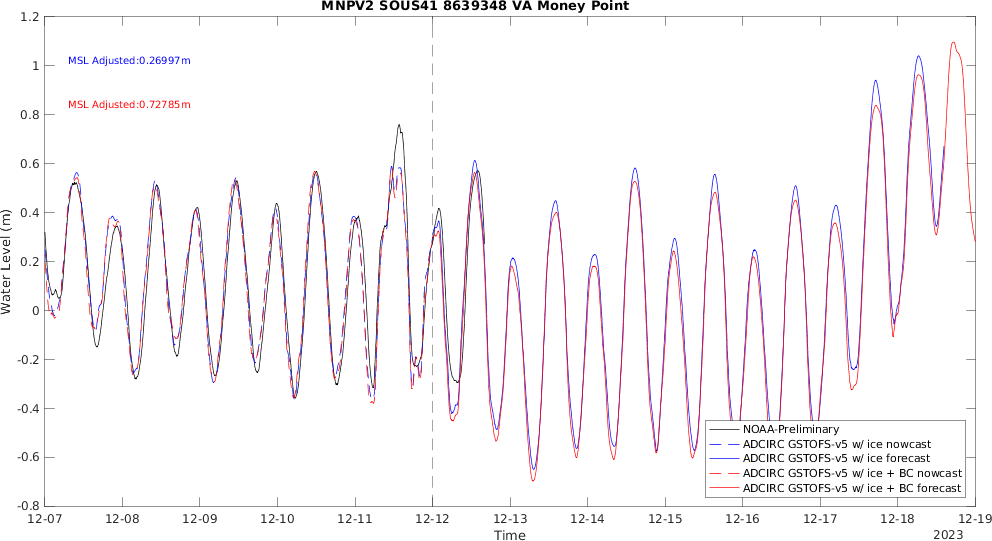 MNPV2 SOUS41 8639348 VA Money Point
1.2
1
0.8
0.6
0.4
0.2
0
-0.2
-0.4
-0.6
-0.8
Water Level (m)
MSL Adjusted:0.26997m
MSL Adjusted:0.72785m
NOAA-Preliminary
ADCIRC GSTOFS-v5 w/ ice nowcast
ADCIRC GSTOFS-v5 w/ ice forecast
ADCIRC GSTOFS-v5 w/ ice + BC nowcast
ADCIRC GSTOFS-v5 w/ ice + BC forecast
12-07 12-08 12-09 12-10 12-11 12-12 12-13 12-14 12-15 12-16 12-17 12-18 12-19
Time
2023